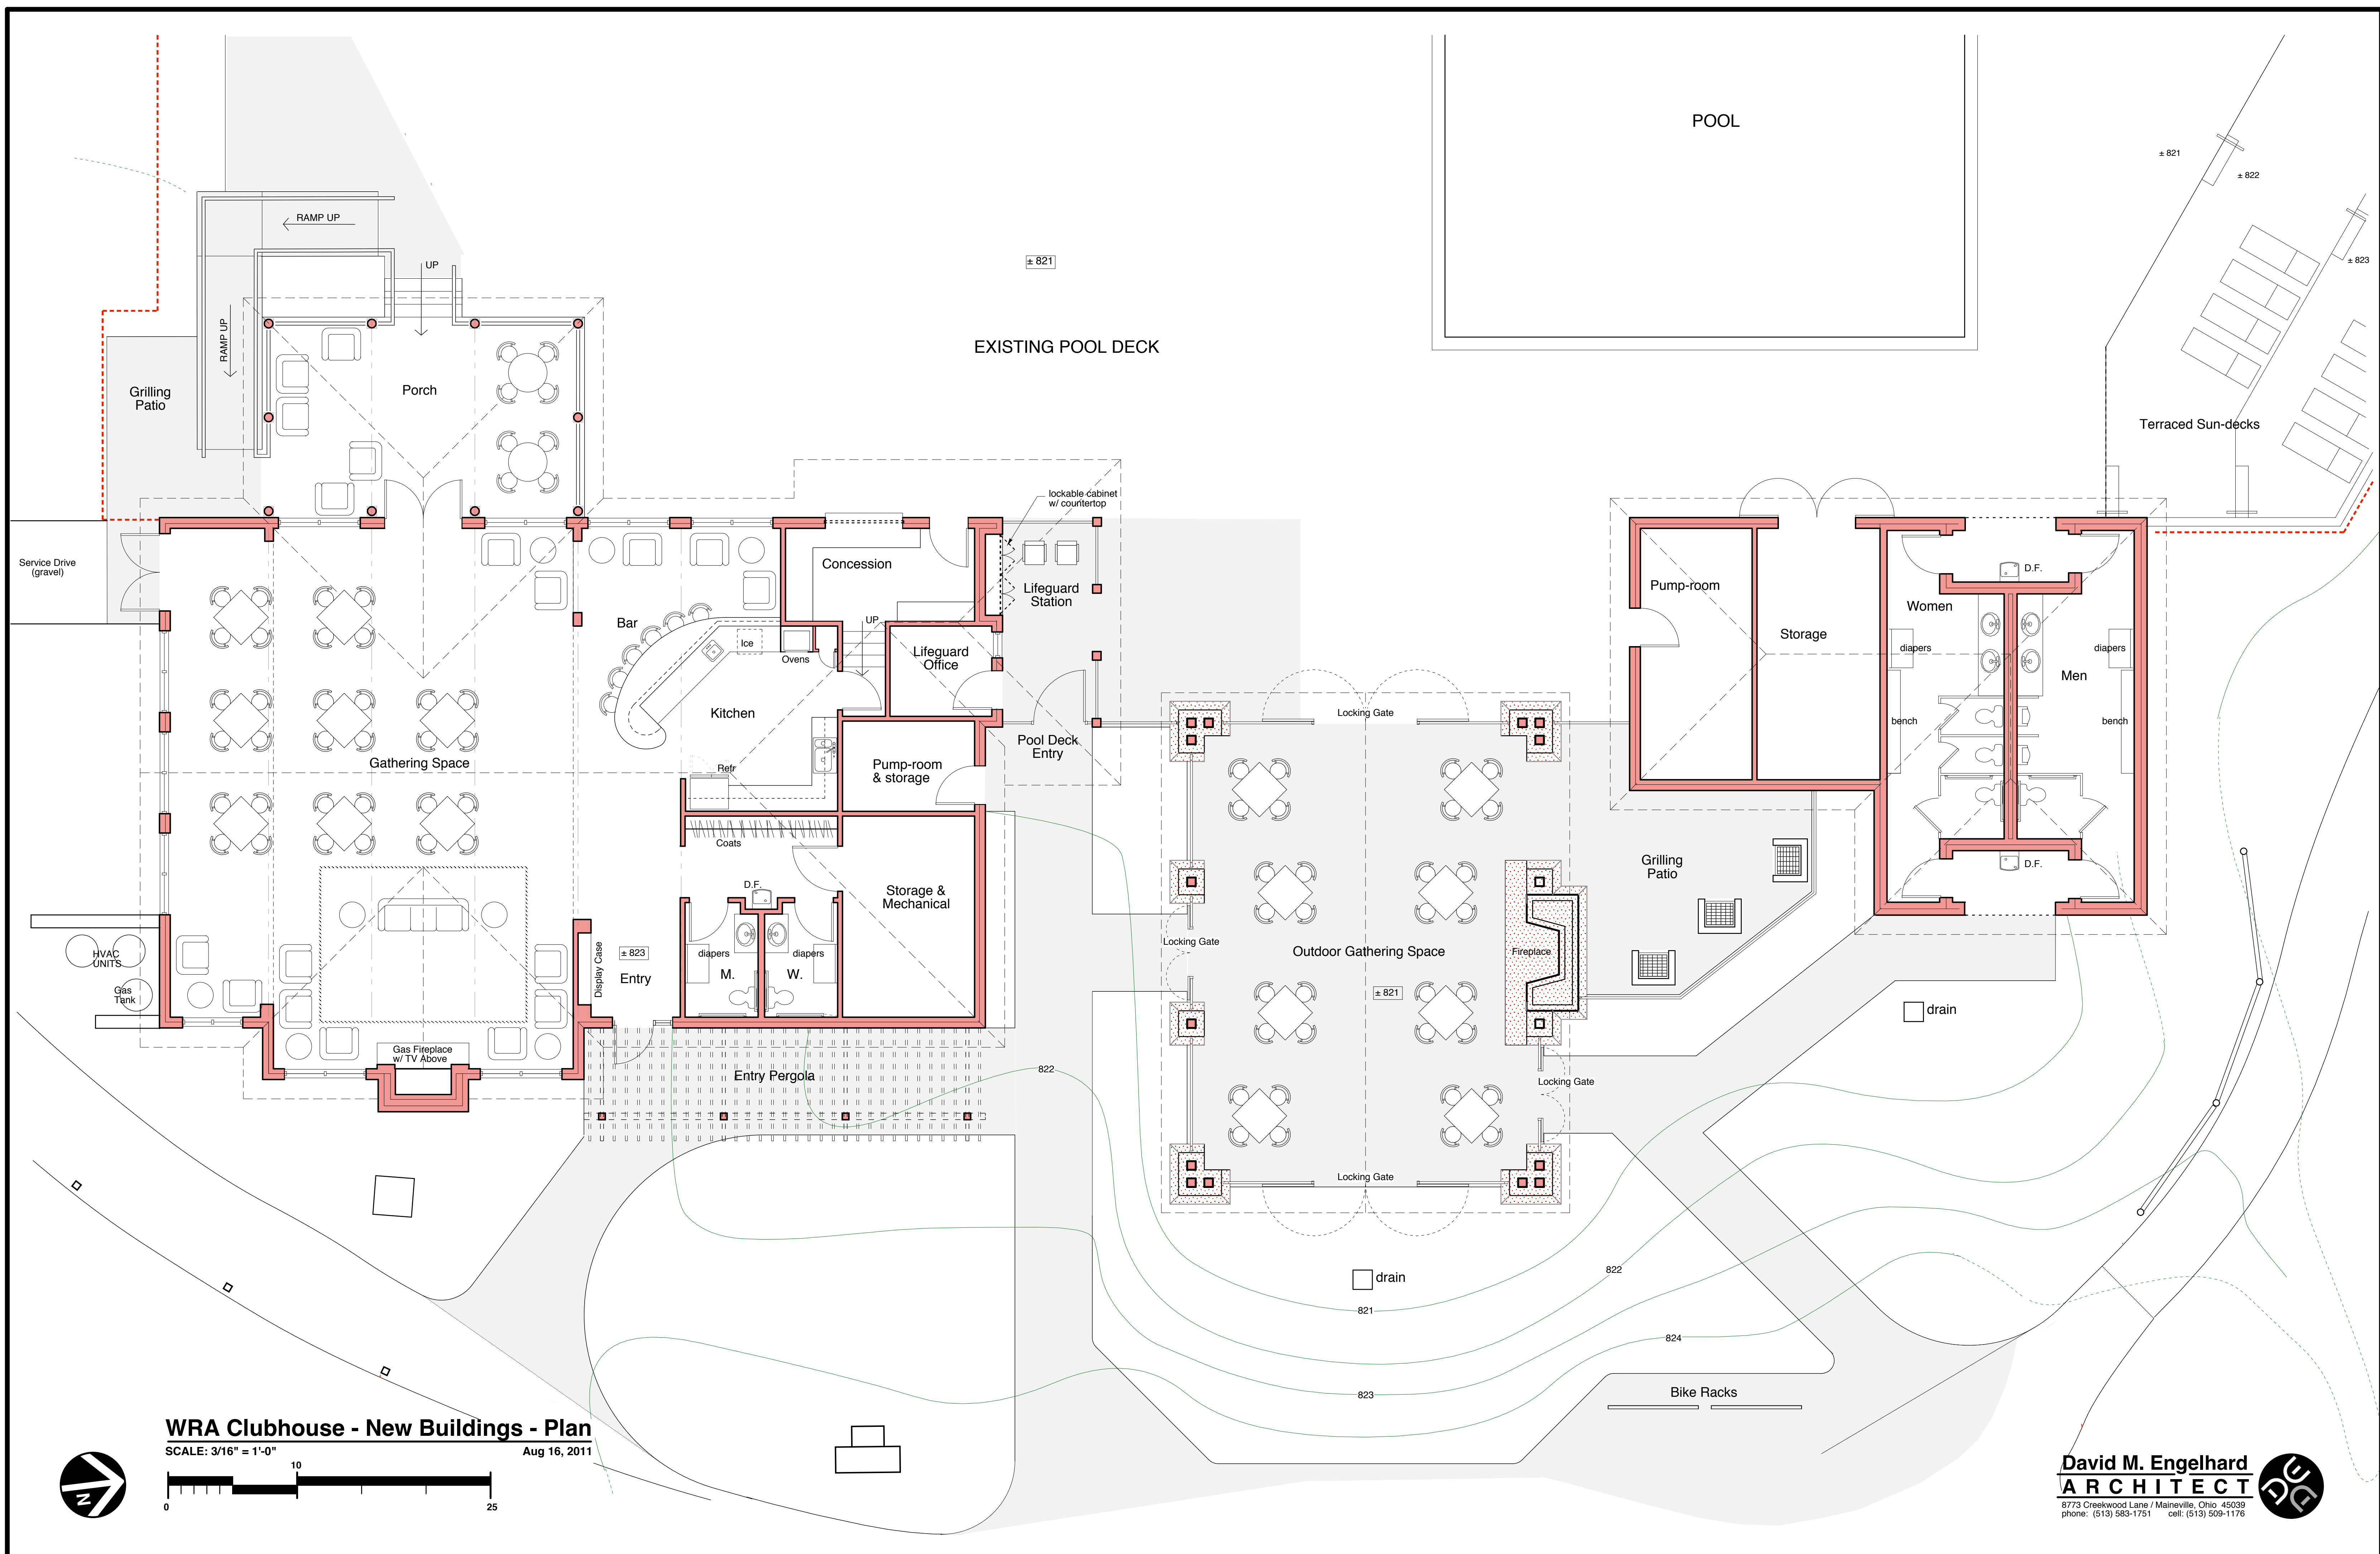 POOL
± 821
± 822
RAMP UP
UP
± 821
± 823
RAMP UP
EXISTING POOL DECK
Grilling
Patio
Porch
Terraced Sun-decks
lockable cabinet
w/ countertop
Service Drive
(gravel)
Concession
Lifeguard
Station
D.F.
Pump-room
Women
Bar
UP
Storage
Ice
Ovens
Lifeguard
Office
diapers
diapers
Men
Kitchen
Locking Gate
bench
bench
Pool Deck
Entry
Gathering Space
Refr
Pump-room
& storage
Coats
Grilling
Patio
D.F.
D.F.
Storage &
Mechanical
Locking Gate
Outdoor Gathering Space
Fireplace
HVAC
UNITS
Display Case
± 823
Entry
diapers
diapers
M.
W.
Gas
Tank
± 821
drain
Gas Fireplace
w/ TV Above
Entry Pergola
822
Locking Gate
Locking Gate
drain
822
821
824
823
Bike Racks
WRA Clubhouse - New Buildings - Plan
SCALE: 3/16" = 1'-0" Aug 16, 2011
10
0 25
N
David M. Engelhard
ARCHITECT
8773 Creekwood Lane / Maineville, Ohio 45039
phone: (513) 583-1751 cell: (513) 509-1176